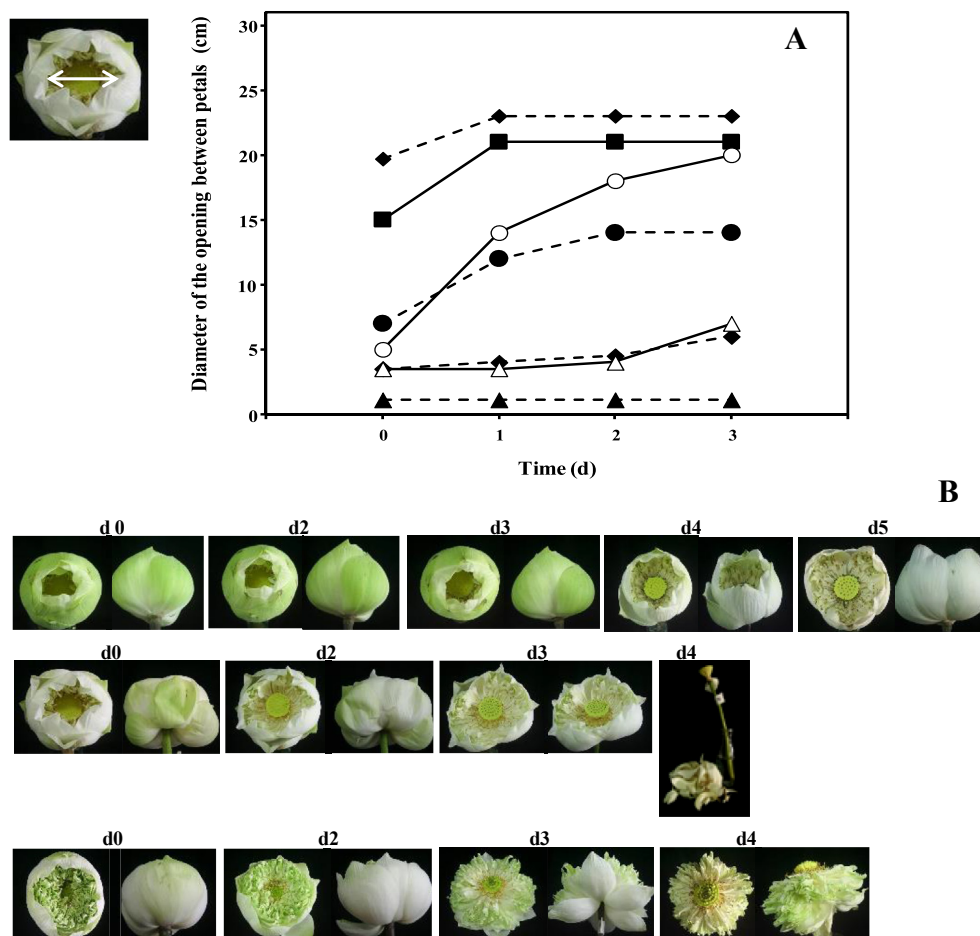 A
Diameter of the opening between petals (cm)
30
25
20
15
10
5
0
0 1 2 3
Time (d)
B
d 0 d2 d3 d4 d5
d0 d2 d3 d4
d0 d2 d3 d4